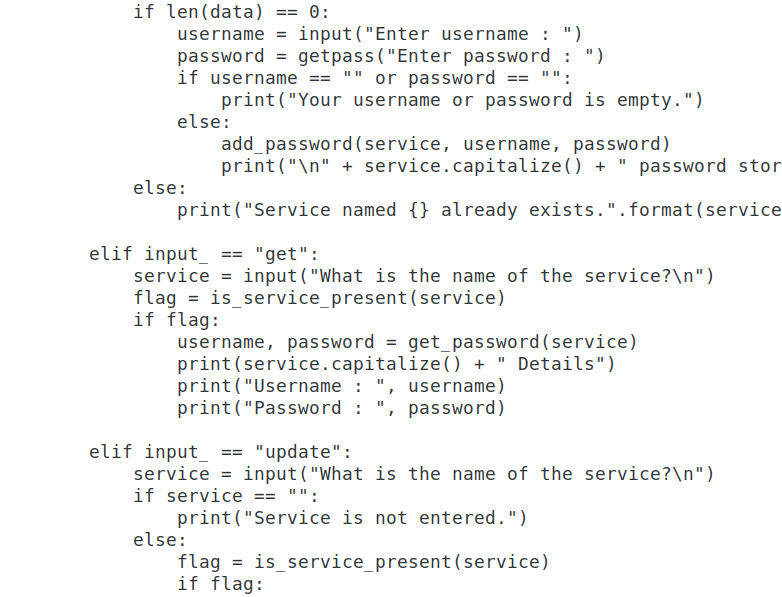 if len(data) == 0:
username = input("Enter username : ")
password = getpass("Enter password : ")
if username == "" or password == "":
print("Your username or password is empty.")
else:
add_password(service, username, password)
print("\n" + service.capitalize() + " password stor
else:
print("Service named {} already exists.".format(service
elif input_ == "get":
service = input("What is the name of the service?\n")
flag = is_service_present(service)
if flag:
username, password = get_password(service)
print(service.capitalize() + " Details")
print("Username : ", username)
print("Password : ", password)
elif input_ == "update":
service = input("What is the name of the service?\n")
if service == "":
print("Service is not entered.")
else:
flag = is_service_present(service)
if flag: